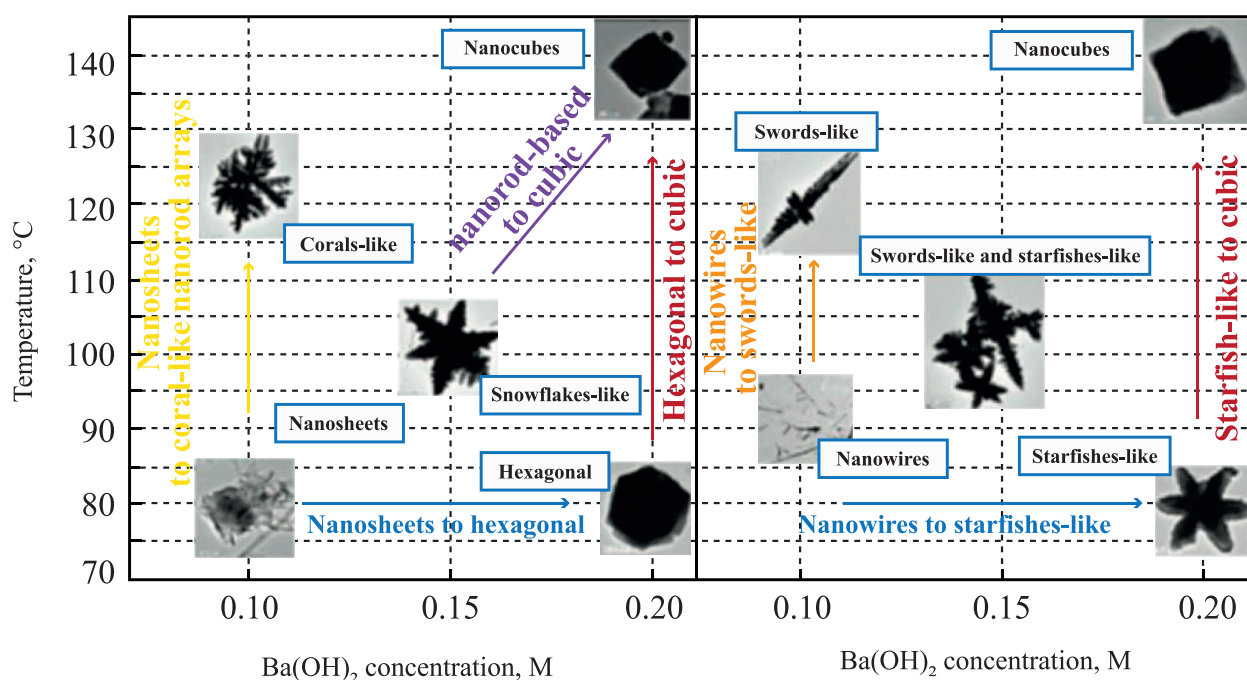 Temperature, °C
140
130
120
110
100
90
80
70
Nanosheets
to coral-like nanorod arrays
Nanocubes
nanorod-based
to cubic
Corals-like
Hexagonal to cubic
Snowflakes-like
Nanosheets
Hexagonal
Nanosheets to hexagonal
0.10
0.15
0.20
Ba(OH)₂ concentration, M
Nanocubes
Swords-like
Swords-like and starfishes-like
Nanowires
to swords-like
Starfish-like to cubic
Nanowires
Starfishes-like
Nanowires to starfishes-like
0.10
0.15
0.20
Ba(OH)₂ concentration, M